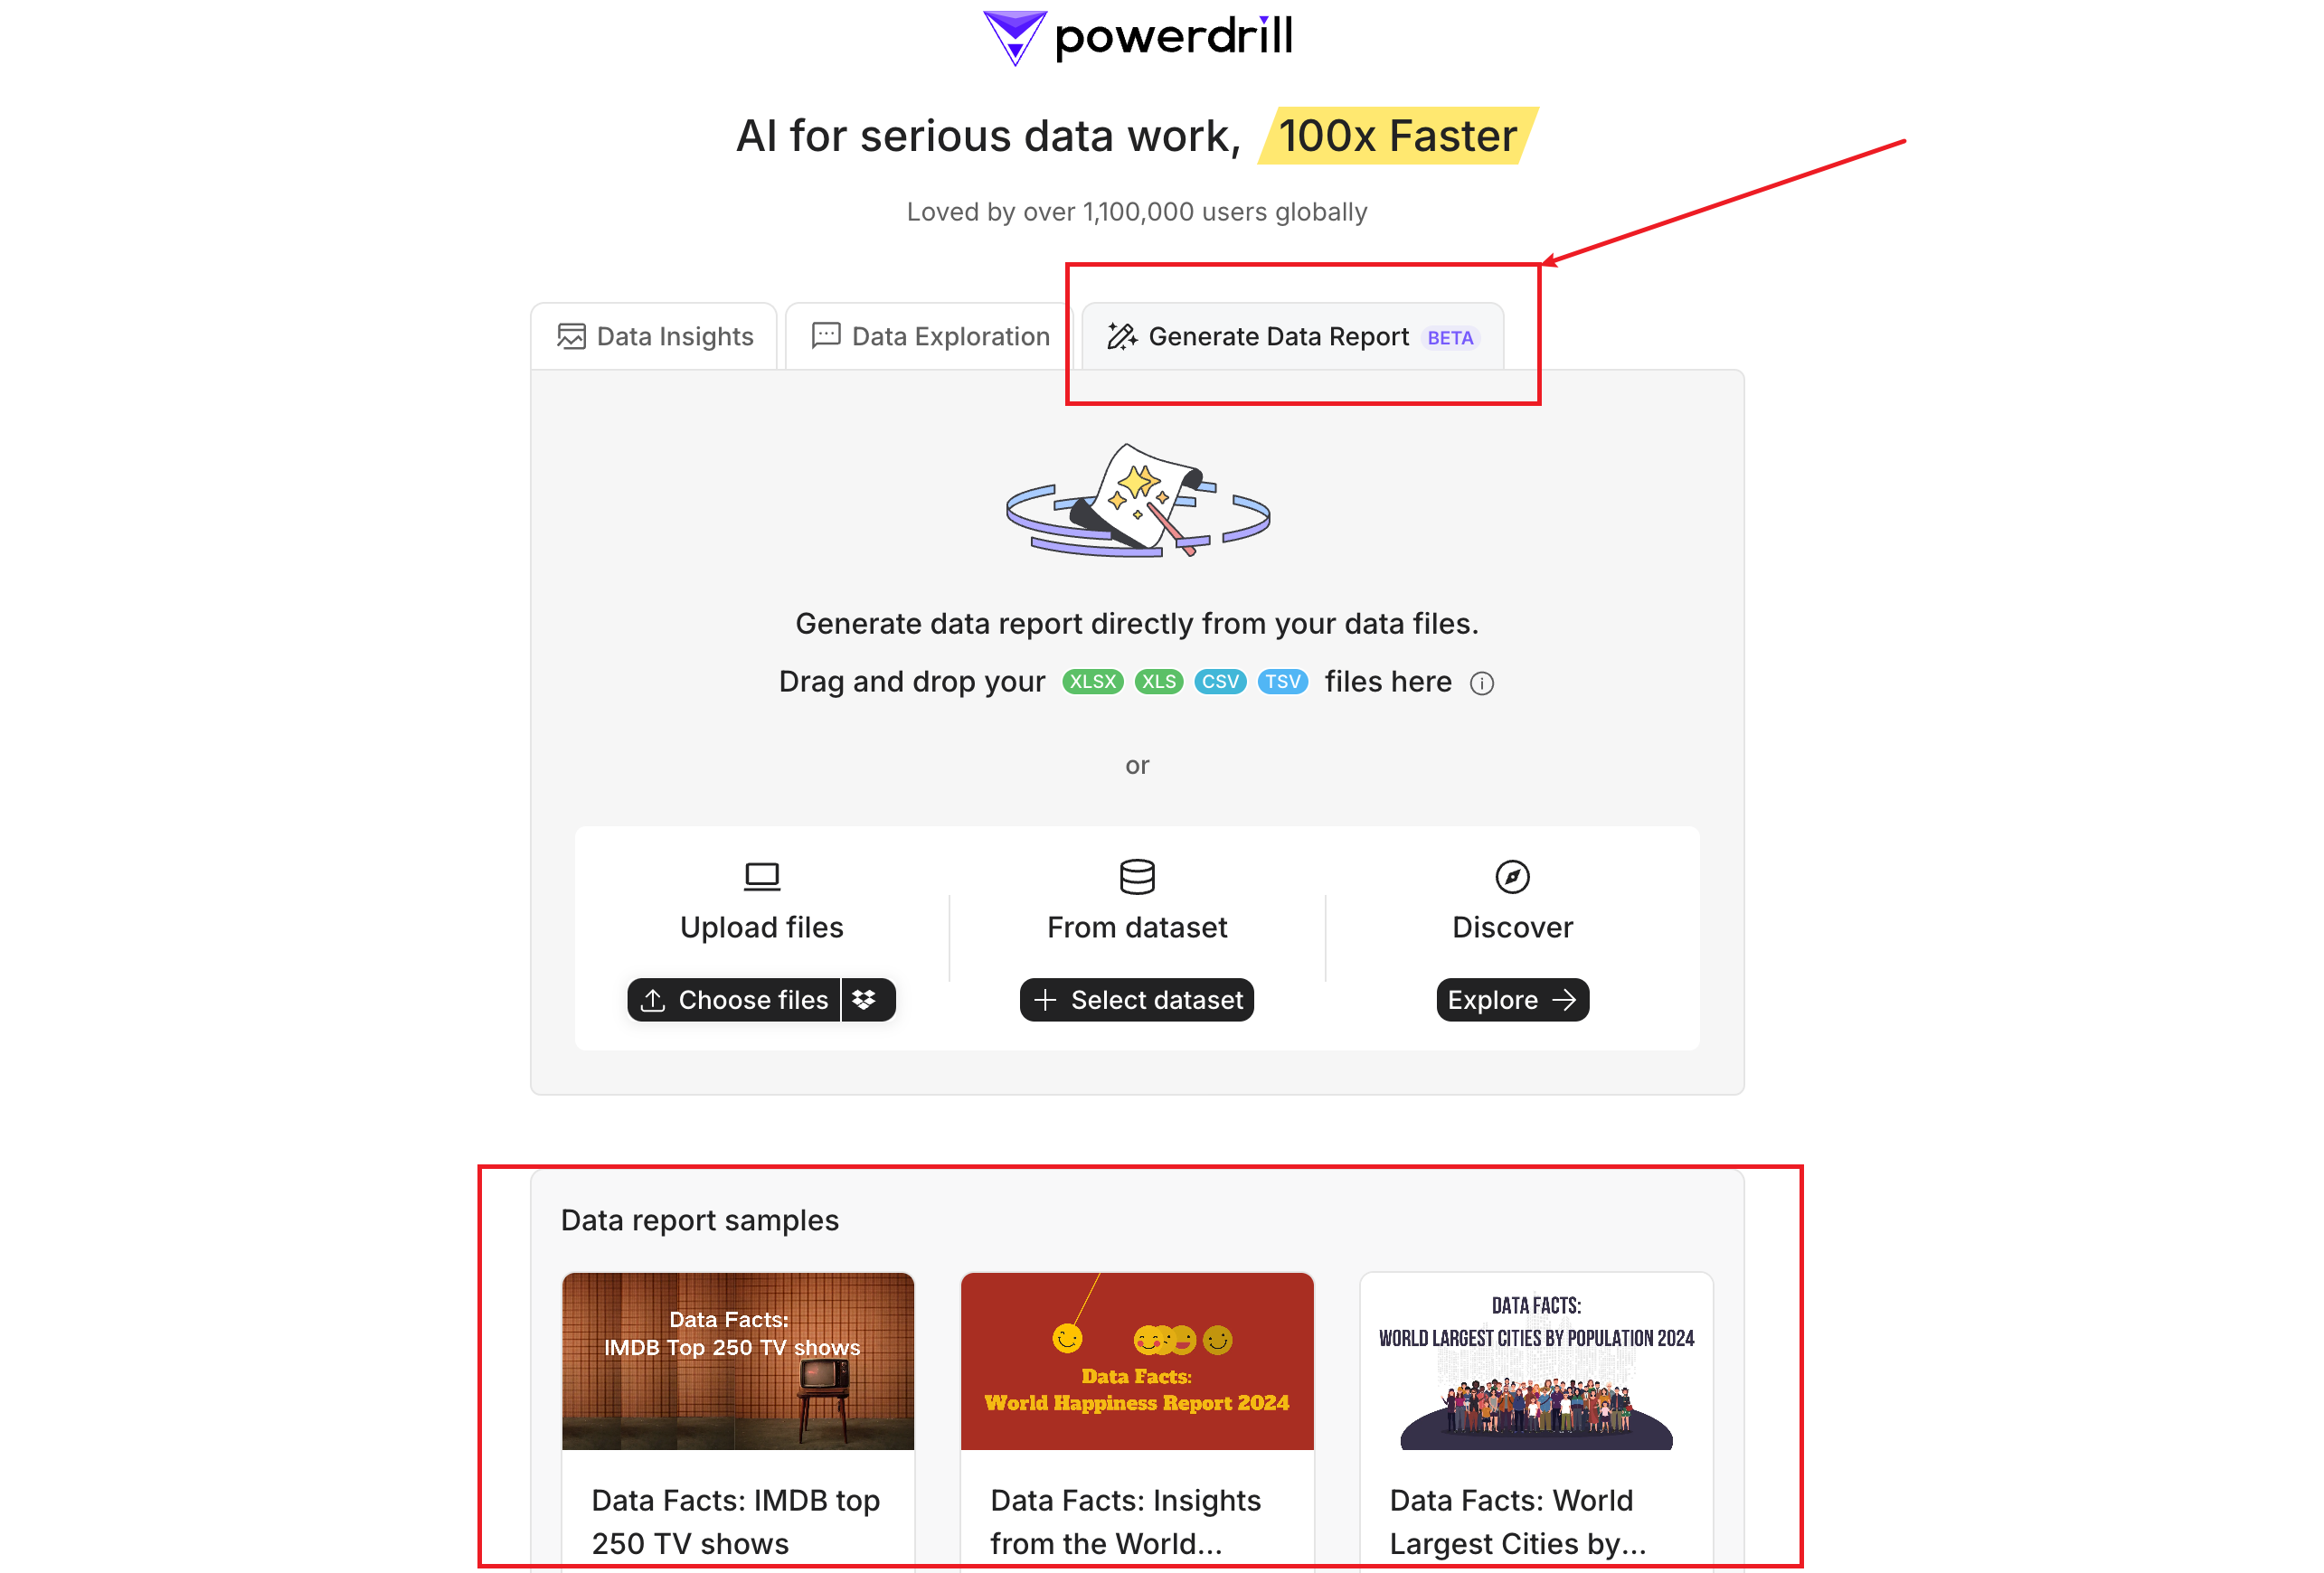 powerdrill
AI for serious data work, 100x Faster
Loved by over 1,100,000 users globally
Data Insights
Data Exploration
Generate Data Report BETA
Generate data report directly from your data files.
Drag and drop your XLSX XLS CSV TSV files here
or
Upload files
Choose files
From dataset
Select dataset
Discover
Explore
Data report samples
Data Facts:
IMDB Top 250 TV shows
Data Facts: IMDB top
250 TV shows
Data Facts:
World Happiness Report 2024
Data Facts: Insights
from the World...
DATA FACTS:
WORLD LARGEST CITIES BY POPULATION 2024
Data Facts: World
Largest Cities by...